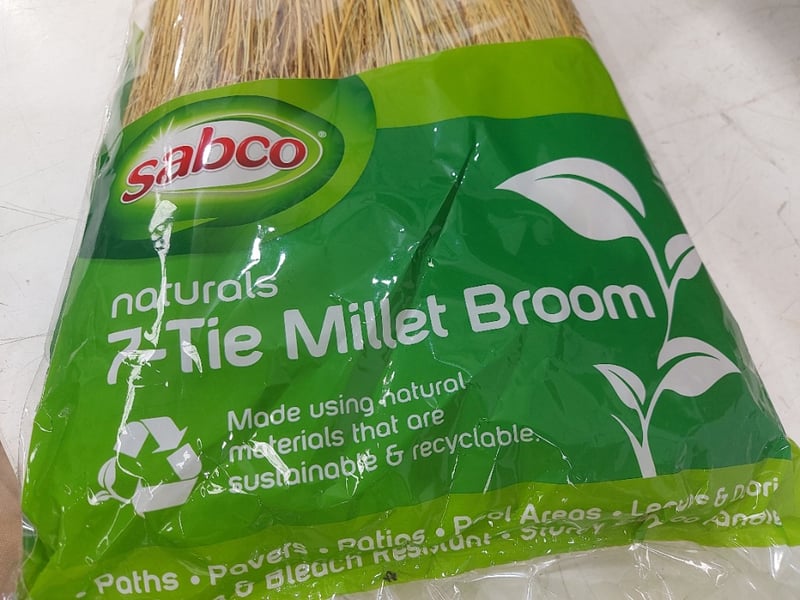 sabco®
naturals
7-Tie Millet Broom
Made using natural
materials that are
sustainable & recyclable.
• Paths • Pavers • Patios • Pool Areas • Leaves &
& Bleach Resistant •